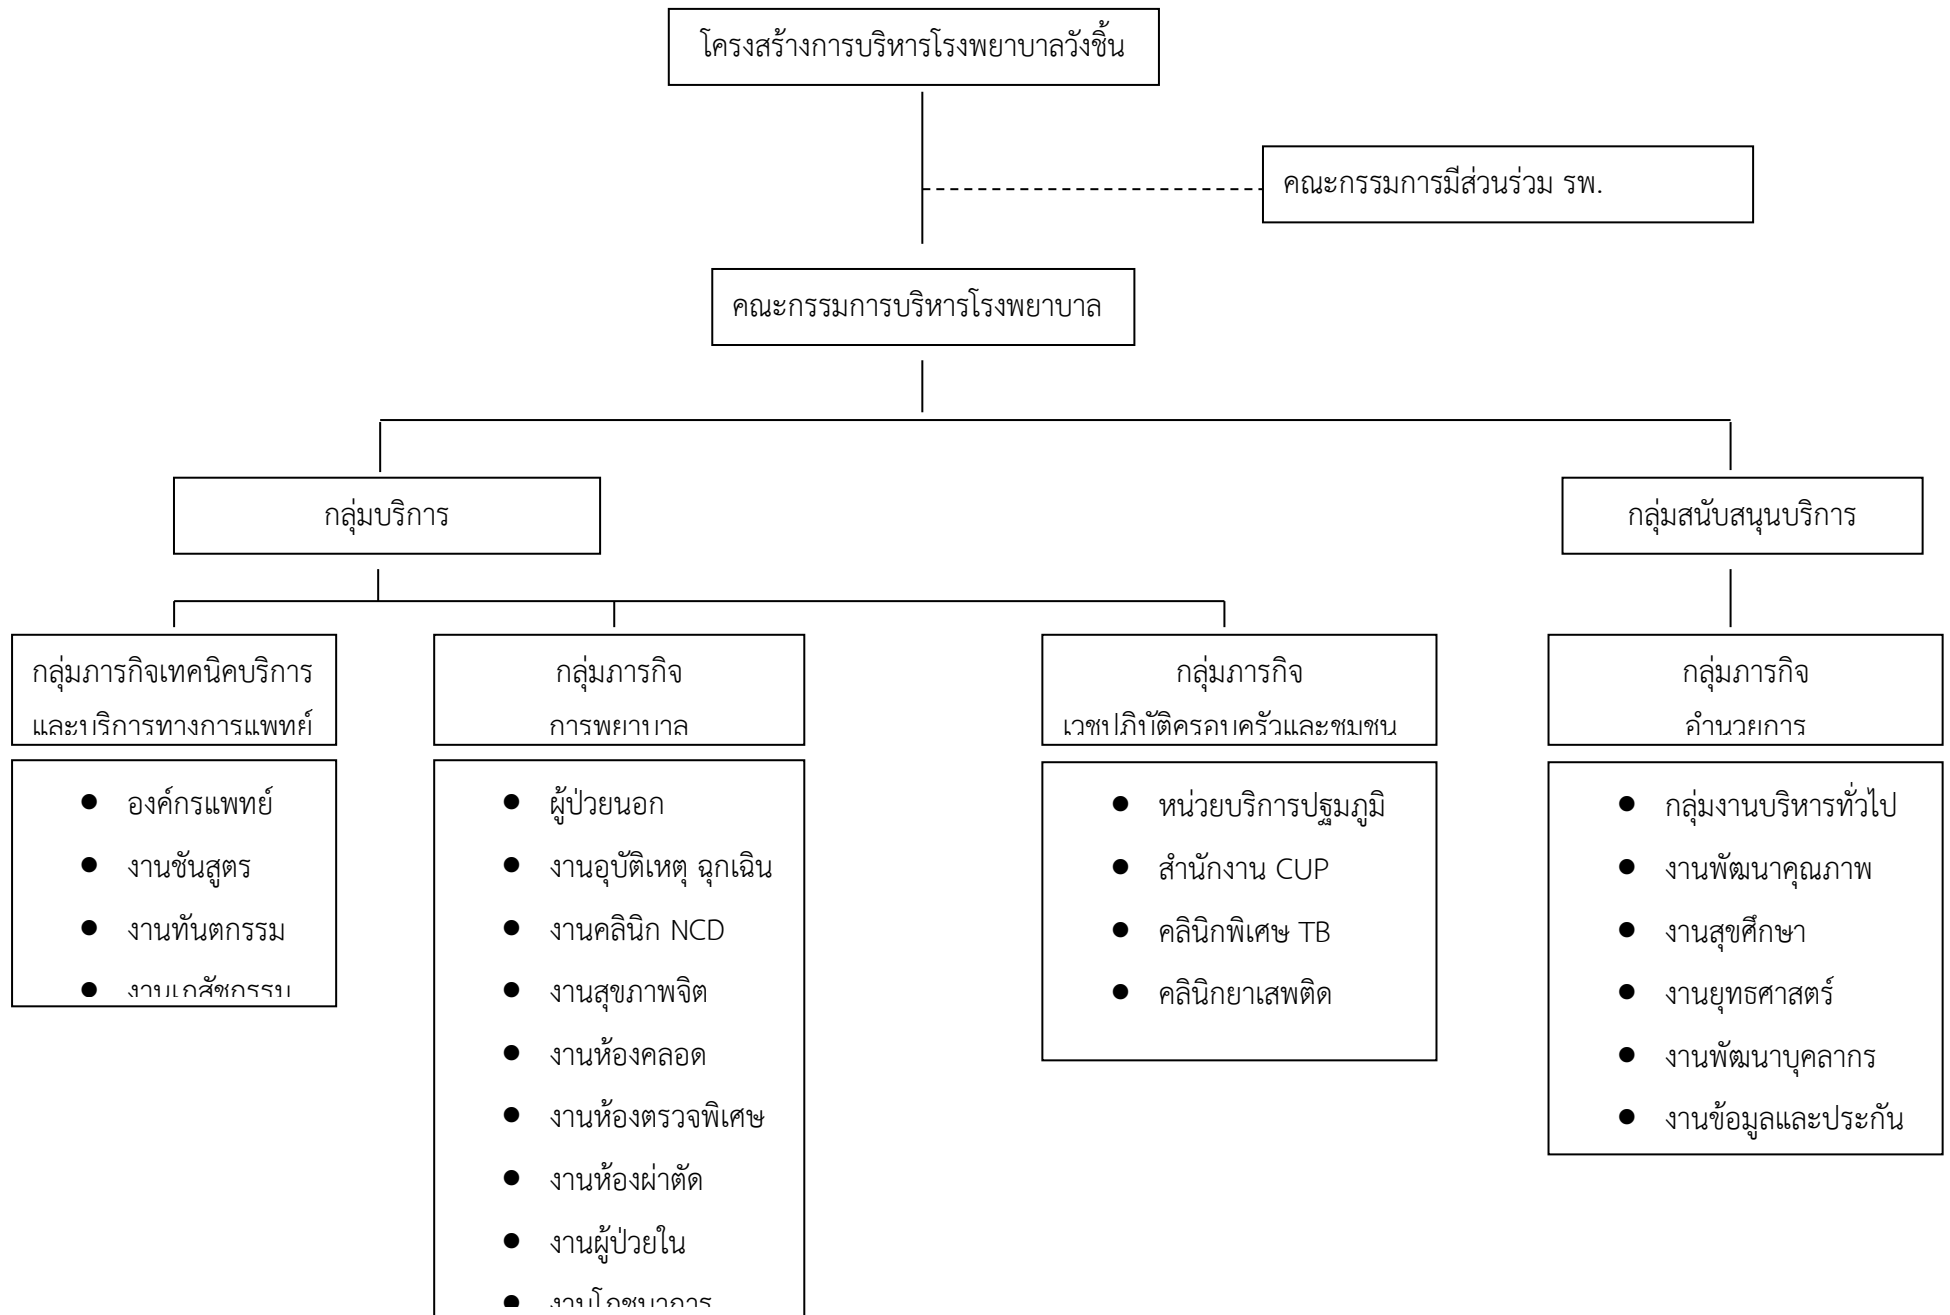 โครงสร้างการบริหารโรงพยาบาลวังชิ้น
คณะกรรมการมีส่วนร่วม รพ.
คณะกรรมการบริหารโรงพยาบาล
กลุ่มบริการ
กลุ่มสนับสนุนบริการ
กลุ่มภารกิจเทคนิคบริการ
และบริการทางการแพทย์
องค์กรแพทย์
งานชันสูตร
งานทันตกรรม
งานเภสัชกรรม
กลุ่มภารกิจ
การพยาบาล
ผู้ป่วยนอก
งานอุบัติเหตุ ฉุกเฉิน
งานคลินิก NCD
งานสุขภาพจิต
งานห้องคลอด
งานห้องตรวจพิเศษ
งานห้องผ่าตัด
งานผู้ป่วยใน
งานโภชนาการ
กลุ่มภารกิจ
เวชปฏิบัติครอบครัวและชุมชน
หน่วยบริการปฐมภูมิ
สำนักงาน CUP
คลินิกพิเศษ TB
คลินิกยาเสพติด
กลุ่มภารกิจ
อำนวยการ
กลุ่มงานบริหารทั่วไป
งานพัฒนาคุณภาพ
งานสุขศึกษา
งานยุทธศาสตร์
งานพัฒนาบุคลากร
งานข้อมูลและประกัน